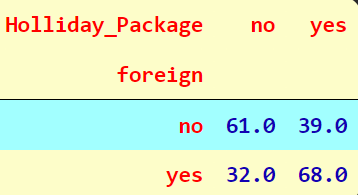 Holliday_Package no yes
foreign
no 61.0 39.0
yes 32.0 68.0